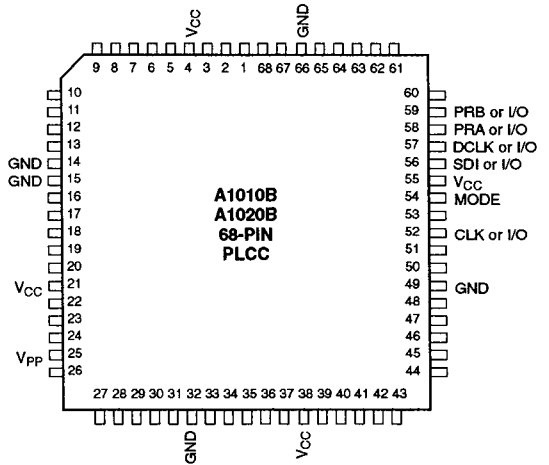 VCC GND
9 8 7 6 5 4 3 2 1 68 67 66 65 64 63 62 61
10 60
11 59 PRB or I/O
12 58 PRA or I/O
13 57 DCLK or I/O
GND 14 56 SDI or I/O
GND 15 55 VCC
16 A1010B 54 MODE
17 A1020B 53
18 68-PIN 52 CLK or I/O
19 PLCC 51
20 50
VCC 21 49 GND
22 48
23 47
24 46
VPP 25 45
26 44
27 28 29 30 31 32 33 34 35 36 37 38 39 40 41 42 43
GND VCC